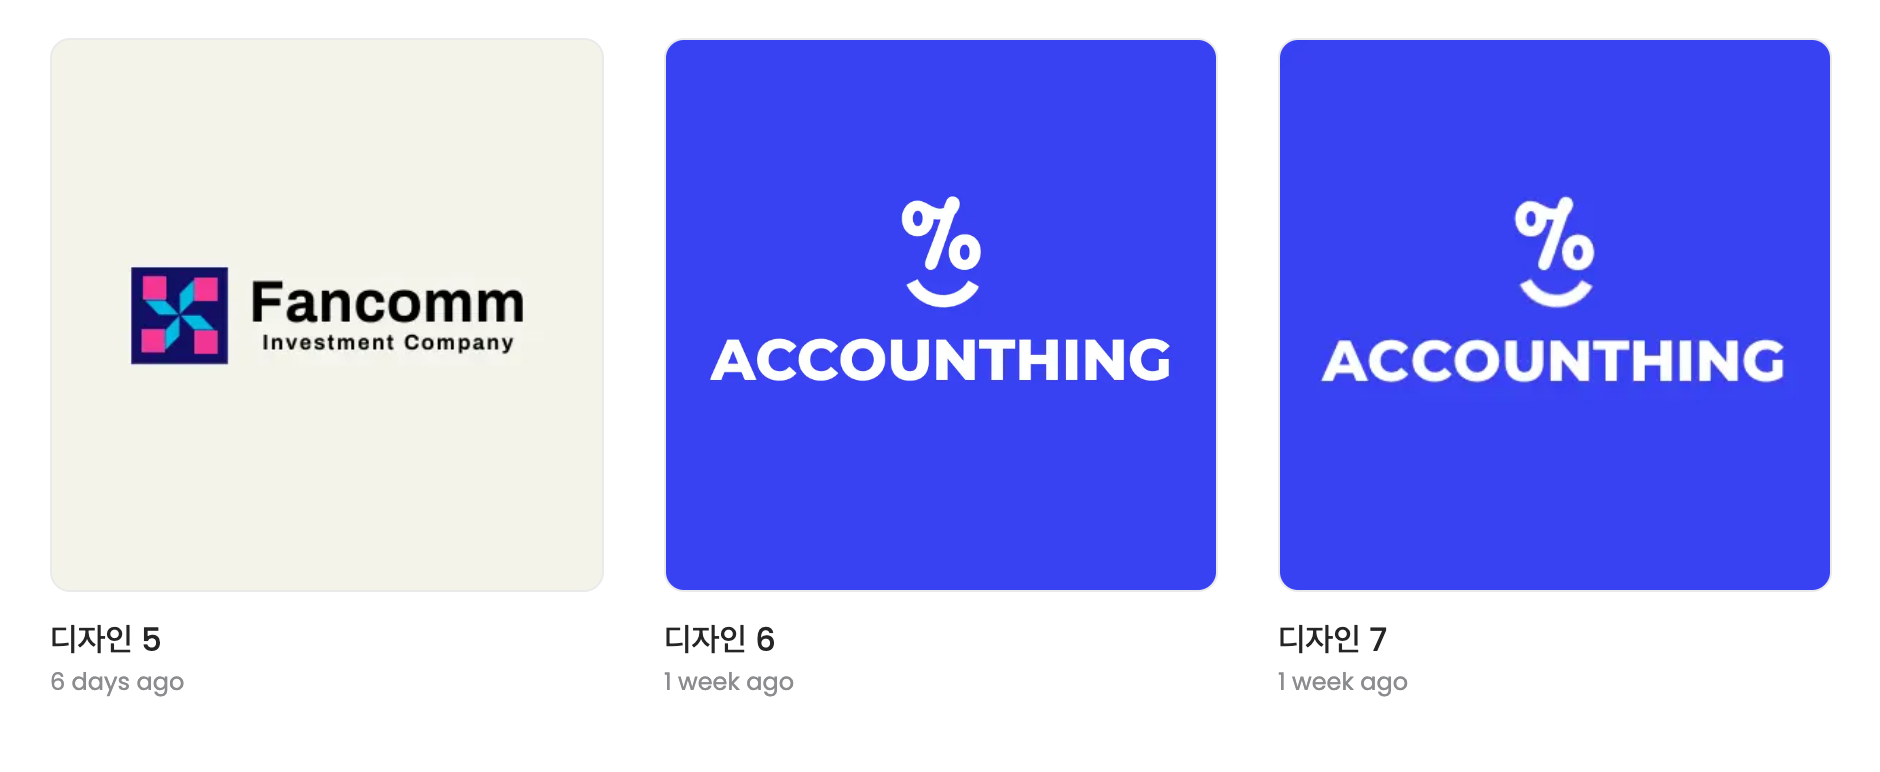 Fancomm
Investment Company
디자인 5
6 days ago
%
ACCOUNTHING
디자인 6
1 week ago
%
ACCOUNTHING
디자인 7
1 week ago